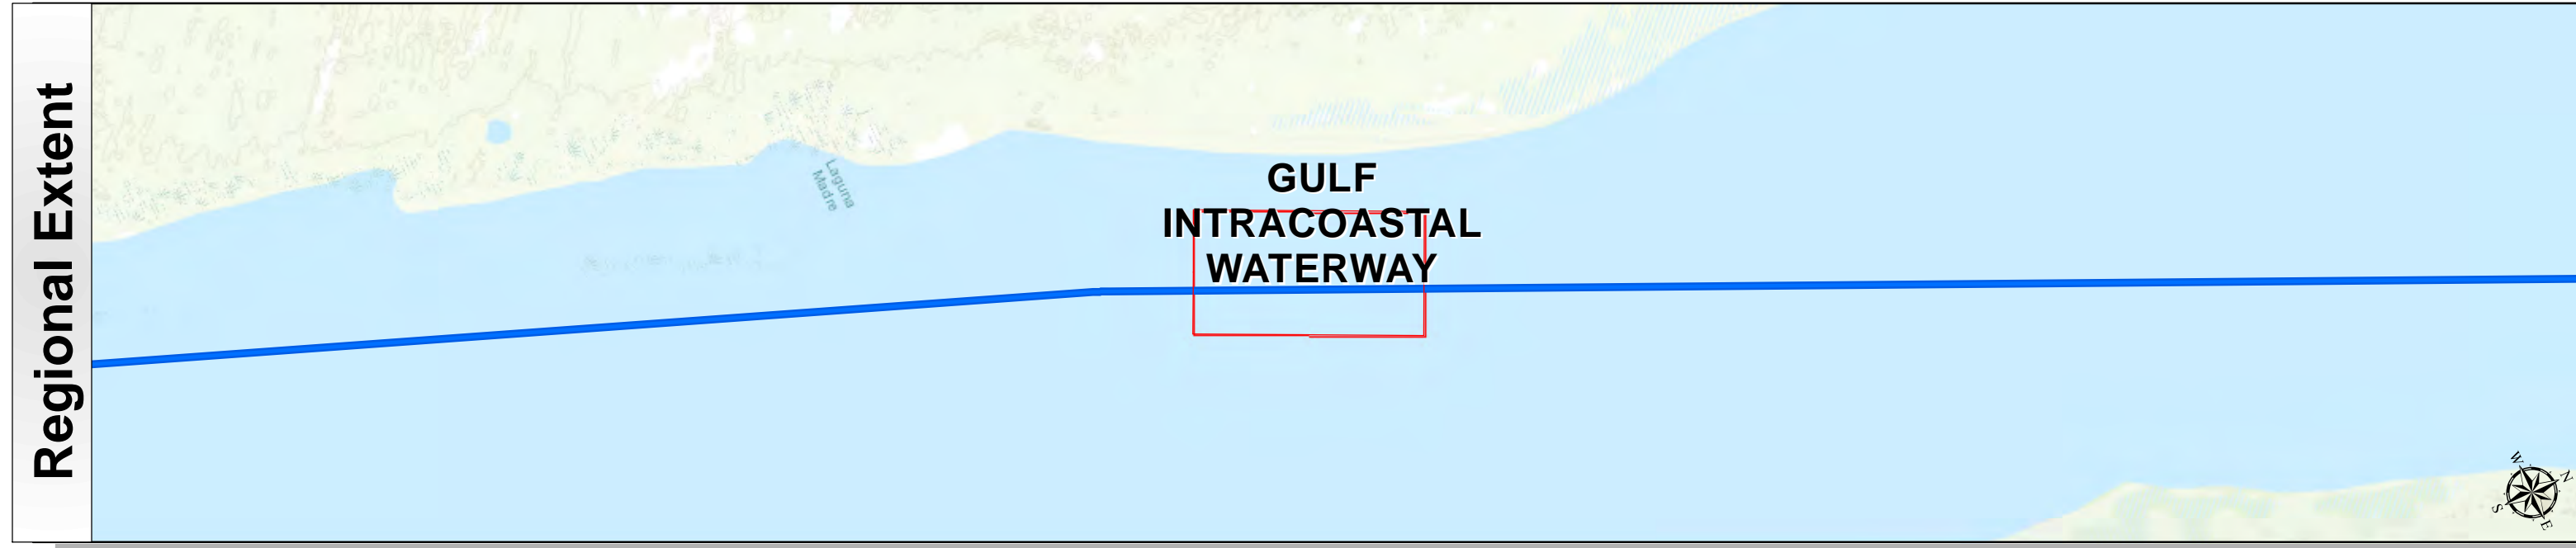 Regional Extent
Laguna
Madre
GULF
INTRACOASTAL
WATERWAY
W
N
S
E